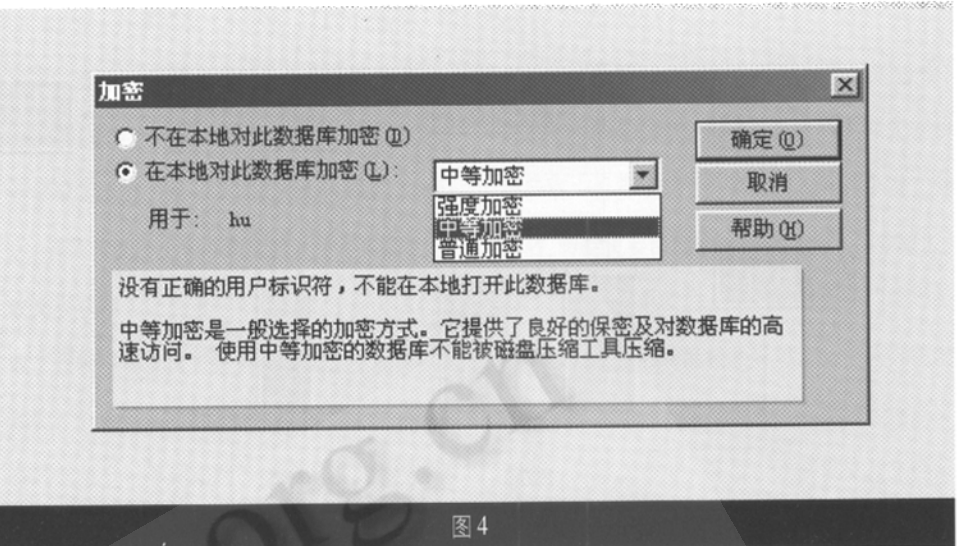 加密
不在本地对此数据库加密(D)
在本地对此数据库加密(L):
中等加密
强度加密
中等加密
普通加密
用于: hu
确定(O)
取消
帮助(H)
没有正确的用户标识符，不能在本地打开此数据库。
中等加密是一般选择的加密方式。它提供了良好的保密及对数据库的高
速访问。 使用中等加密的数据库不能被磁盘压缩工具压缩。
org.cn
图 4